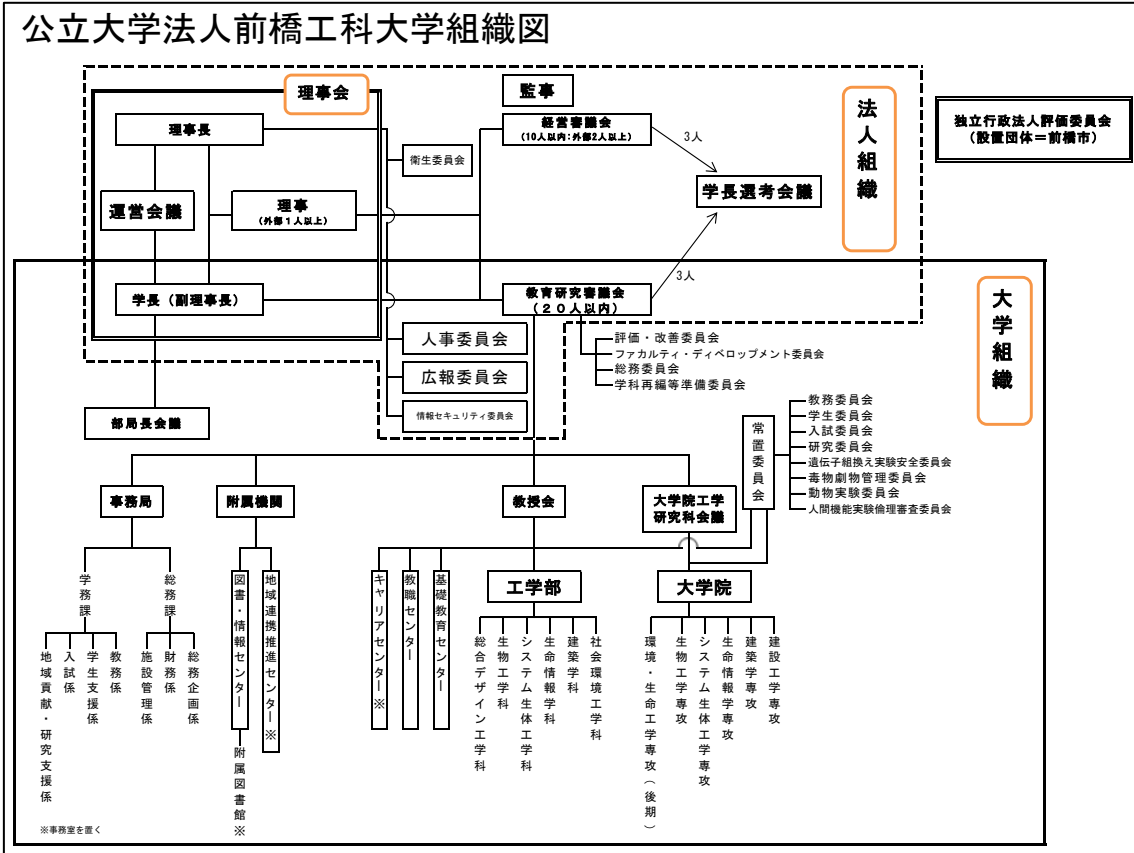 公立大学法人前橋工科大学組織図
理事会
監事
法人組織
独立行政法人評価委員会
（設置団体＝前橋市）
理事長
経営審議会
（10人以内：外部2人以上）
3人
衛生委員会
学長選考会議
運営会議
理事
（外部１人以上）
3人
大学組織
学長（副理事長）
教育研究審議会
（２０人以内）
人事委員会
広報委員会
情報セキュリティ委員会
評価・改善委員会
ファカルティ・ディベロップメント委員会
総務委員会
学科再編等準備委員会
部局長会議
常置委員会
教務委員会
学生委員会
入試委員会
研究委員会
遺伝子組換え実験安全委員会
毒物劇物管理委員会
動物実験委員会
人間機能実験倫理審査委員会
事務局
附属機関
教授会
大学院工学
研究科会議
学務課
総務課
図書・情報センター
地域連携推進センター※
キャリアセンター※
教職センター
基礎教育センター
工学部
大学院
地域貢献・研究支援係
入試係
学生支援係
教務係
施設管理係
財務係
総務企画係
附属図書館※
総合デザイン工学科
生物工学科
システム生体工学科
生命情報学科
建築学科
社会環境工学科
環境・生命工学専攻（後期）
生物工学専攻
システム生体工学専攻
生命情報学専攻
建築学専攻
建設工学専攻
※事務室を置く